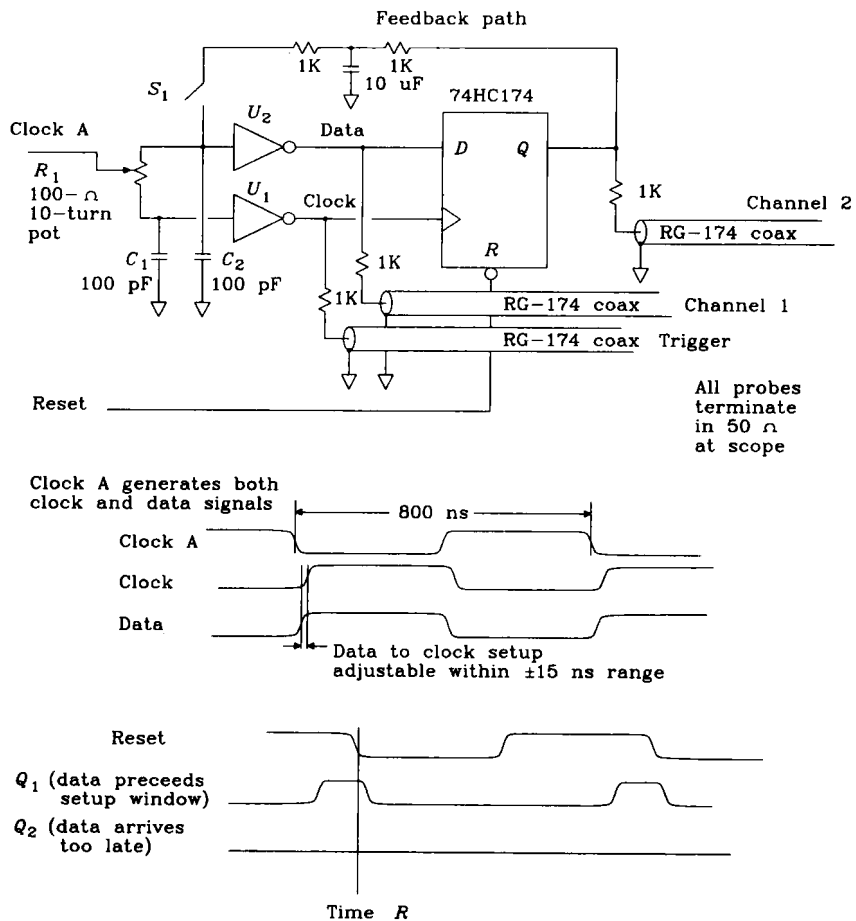 Feedback path
1K
1K
10 uF
S1
74HC174
Clock A
U2
Data
D
Q
R1
100-Ω
10-turn
pot
U1
Clock
1K
Channel 2
RG-174 coax
R
C1
100 pF
C2
100 pF
1K
1K
RG-174 coax
Channel 1
RG-174 coax
Trigger
Reset
All probes
terminate
in 50 Ω
at scope
Clock A generates both
clock and data signals
800 ns
Clock A
Clock
Data
Data to clock setup
adjustable within ±15 ns range
Reset
Q1 (data preceeds
setup window)
Q2 (data arrives
too late)
Time R